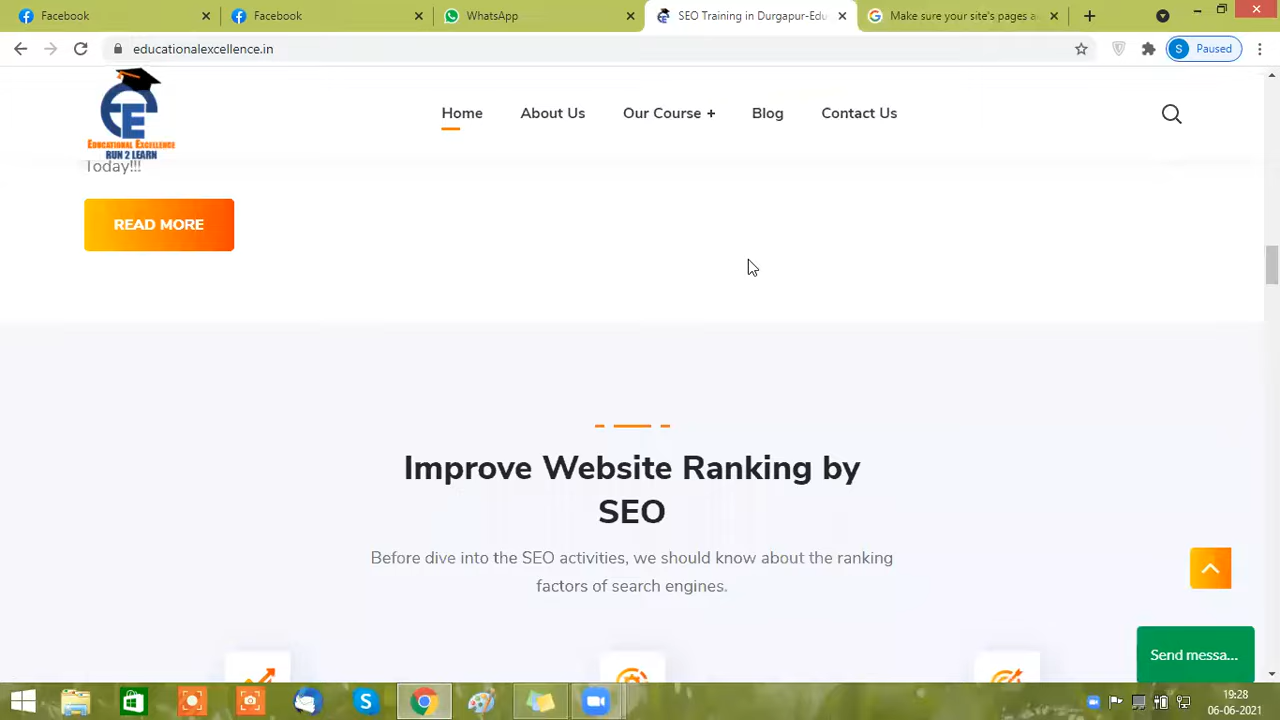 Facebook
Facebook
WhatsApp
SEO Training in Durgapur-Edu
Make sure your site's pages a
educationalexcellence.in
S Paused
E
EDUCATIONAL EXCELLENCE
RUN 2 LEARN
Home
About Us
Our Course +
Blog
Contact Us
Today!!!
READ MORE
Improve Website Ranking by
SEO
Before dive into the SEO activities, we should know about the ranking
factors of search engines.
Send messa...
19:28
06-06-2021